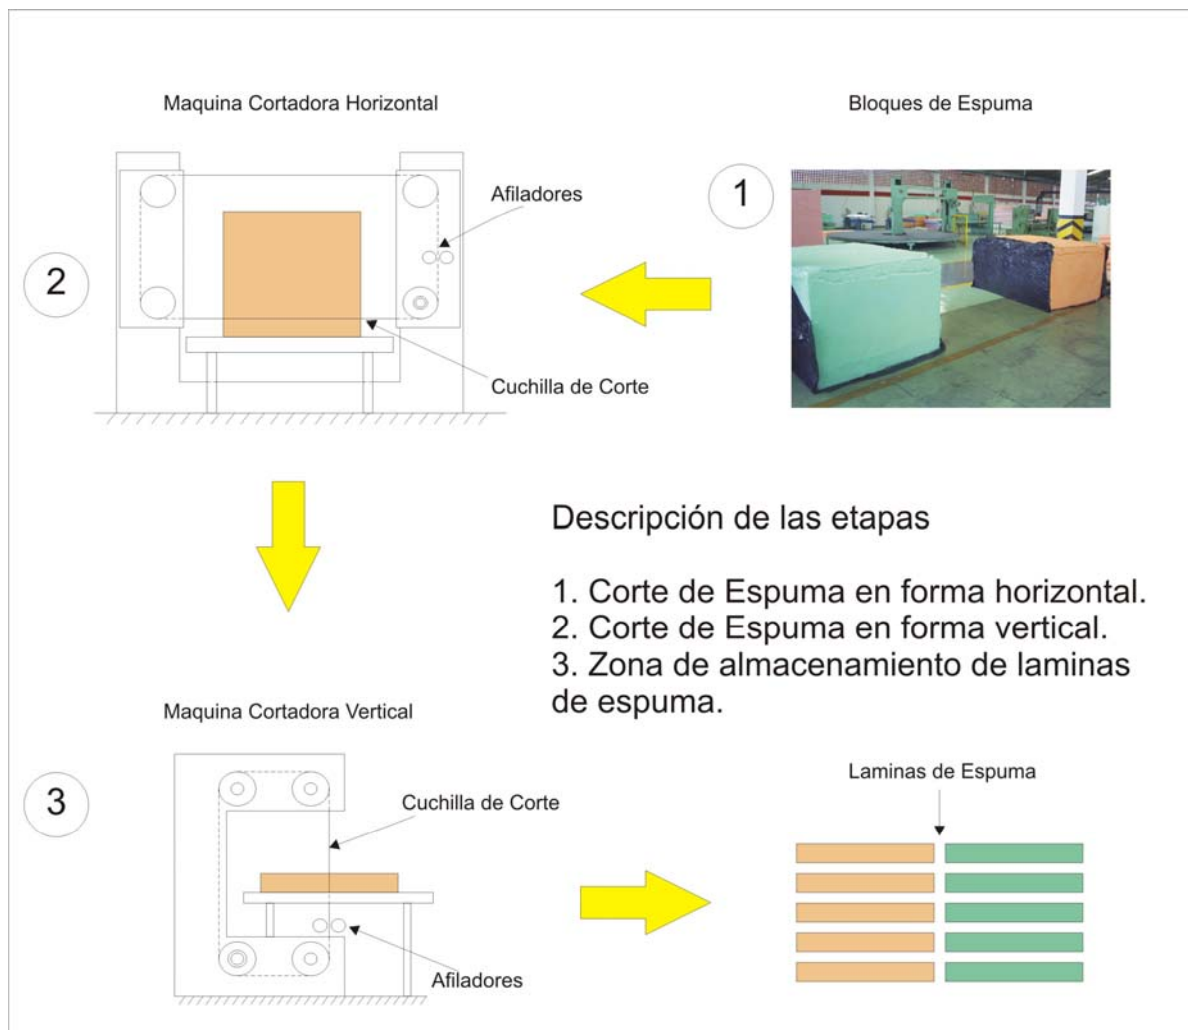 Maquina Cortadora Horizontal
Bloques de Espuma
1
Afiladores
2
Cuchilla de Corte
Descripción de las etapas
1. Corte de Espuma en forma horizontal.
2. Corte de Espuma en forma vertical.
3. Zona de almacenamiento de laminas
de espuma.
Maquina Cortadora Vertical
3
Cuchilla de Corte
Afiladores
Laminas de Espuma